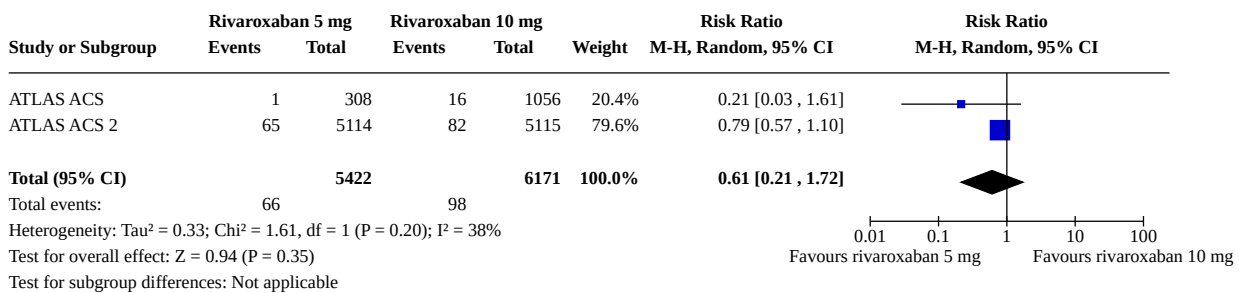 Rivaroxaban 5 mg Rivaroxaban 10 mg Risk Ratio Risk Ratio
Study or Subgroup Events Total Events Total Weight M-H, Random, 95% CI M-H, Random, 95% CI
ATLAS ACS 1 308 16 1056 20.4% 0.21 [0.03 , 1.61]
ATLAS ACS 2 65 5114 82 5115 79.6% 0.79 [0.57 , 1.10]
Total (95% CI) 5422 6171 100.0% 0.61 [0.21 , 1.72]
Total events: 66 98
Heterogeneity: Tau² = 0.33; Chi² = 1.61, df = 1 (P = 0.20); I² = 38%
0.01 0.1 1 10 100
Test for overall effect: Z = 0.94 (P = 0.35) Favours rivaroxaban 5 mg Favours rivaroxaban 10 mg
Test for subgroup differences: Not applicable